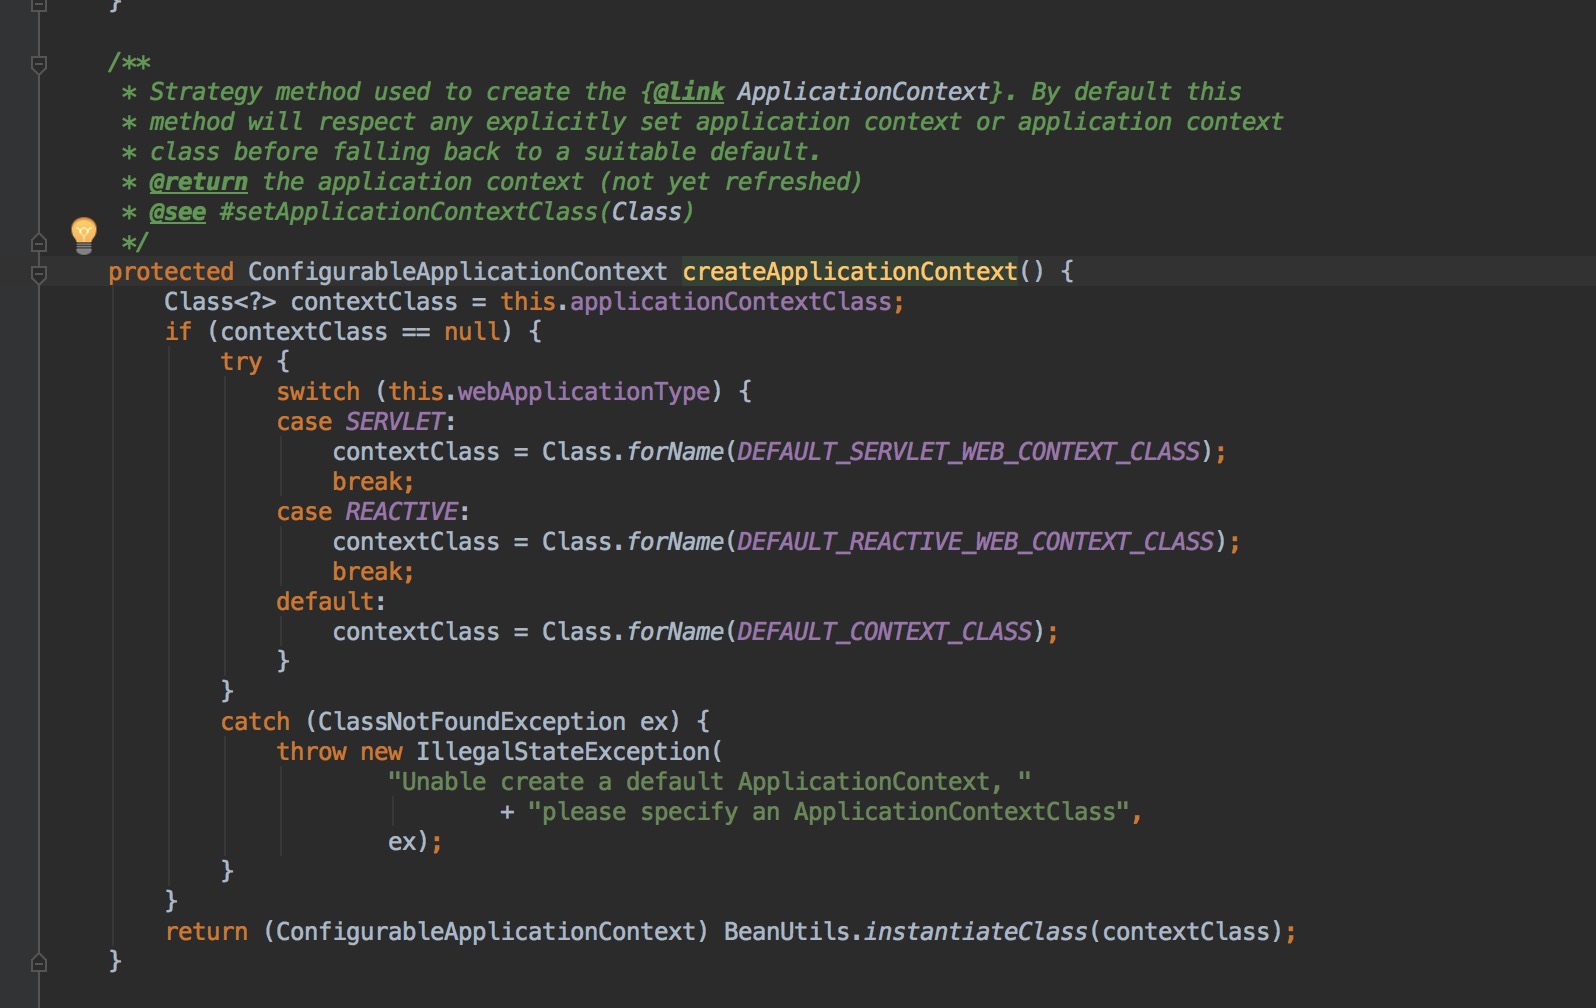 }
/**
 * Strategy method used to create the {@link ApplicationContext}. By default this
 * method will respect any explicitly set application context or application context
 * class before falling back to a suitable default.
 * @return the application context (not yet refreshed)
 * @see #setApplicationContextClass(Class)
 */
protected ConfigurableApplicationContext createApplicationContext() {
    Class<?> contextClass = this.applicationContextClass;
    if (contextClass == null) {
        try {
            switch (this.webApplicationType) {
            case SERVLET:
                contextClass = Class.forName(DEFAULT_SERVLET_WEB_CONTEXT_CLASS);
                break;
            case REACTIVE:
                contextClass = Class.forName(DEFAULT_REACTIVE_WEB_CONTEXT_CLASS);
                break;
            default:
                contextClass = Class.forName(DEFAULT_CONTEXT_CLASS);
            }
        }
        catch (ClassNotFoundException ex) {
            throw new IllegalStateException(
                    "Unable create a default ApplicationContext, "
                            + "please specify an ApplicationContextClass",
                    ex);
        }
    }
    return (ConfigurableApplicationContext) BeanUtils.instantiateClass(contextClass);
}